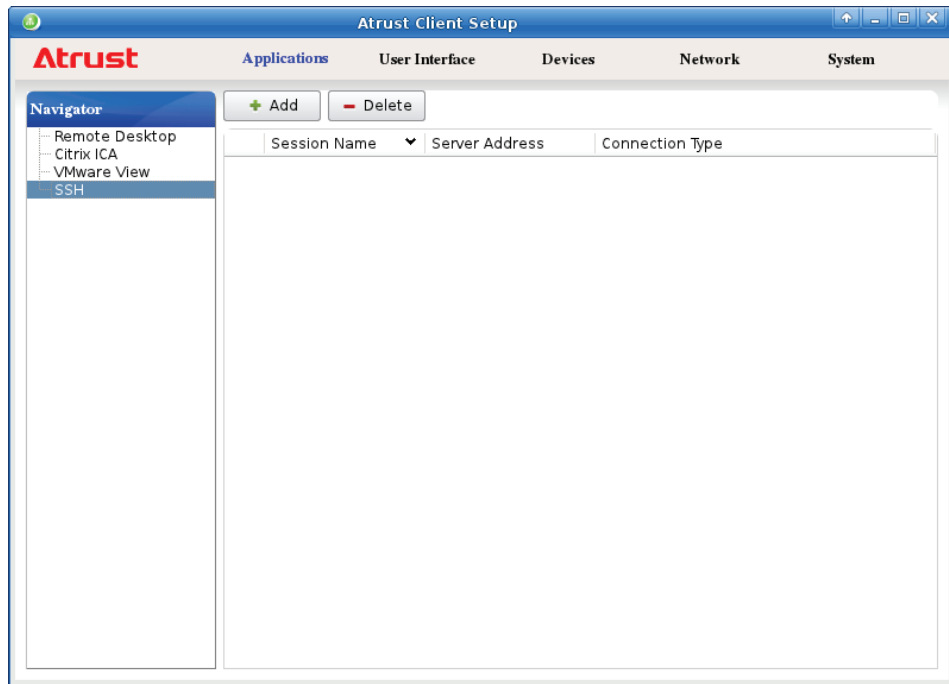 Atrust Client Setup
Atrust
Applications User Interface Devices Network System
Navigator
Remote Desktop
Citrix ICA
VMware View
SSH
Add Delete
Session Name Server Address Connection Type